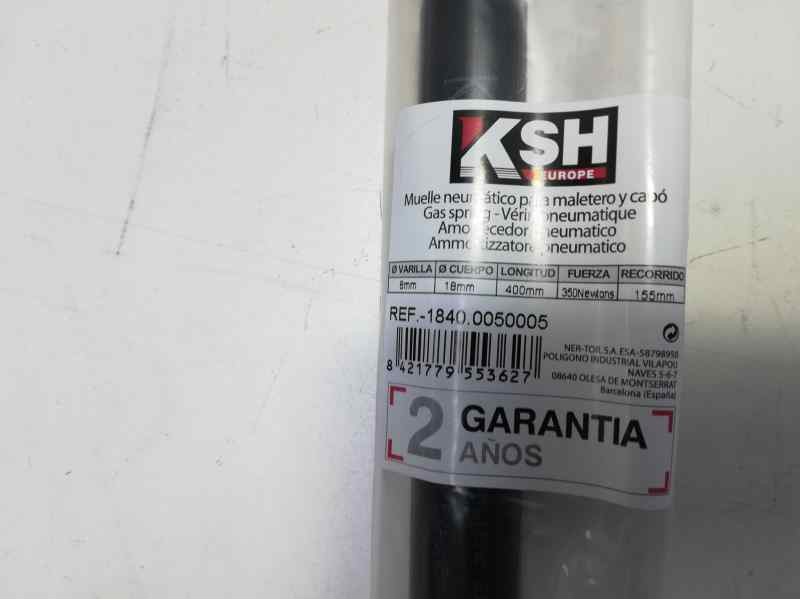 KSH
EUROPE
Muelle neumático para maletero y capó
Gas spring - Vérin pneumatique
Amortecedor pneumatico
Ammortizzatore pneumatico
Ø VARILLA Ø CUERPO LONGITUD FUERZA RECORRIDO
8mm 18mm 400mm 350Newtons 155mm
REF.-1840.0050005
8 421779 553627
NER-TOR, S.A. ESA-58798950
POLIGONO INDUSTRIAL VILAPOU
NAVES 5-6-7
08640 OLESA DE MONTSERRAT
Barcelona (España)
2 GARANTIA
AÑOS